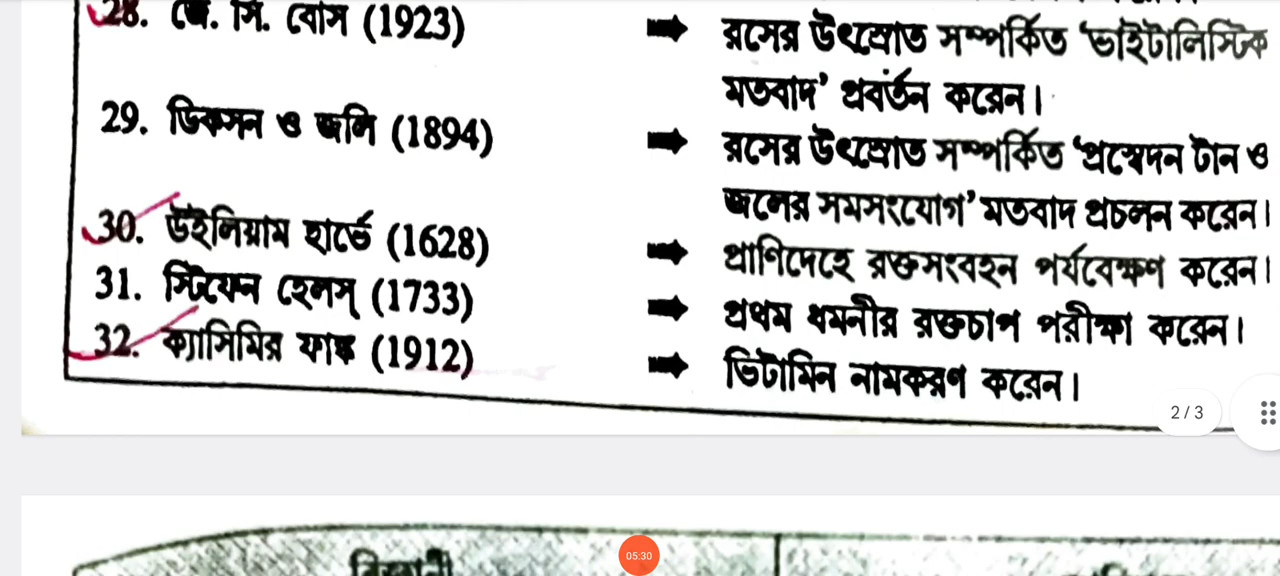 28. জে. সি. বোস (1923) ➡ রসের উৎস্রোত সম্পর্কিত ‘ভাইটালিস্টিক
মতবাদ’ প্রবর্তন করেন।
29. ডিকসন ও জলি (1894) ➡ রসের উৎস্রোত সম্পর্কিত ‘প্রস্বেদন টান ও
জলের সমসংযোগ’ মতবাদ প্রচলন করেন।
30. উইলিয়াম হার্ভে (1628) ➡ প্রাণিদেহে রক্তসংবহন পর্যবেক্ষণ করেন।
31. স্টিফেন হেলস্ (1733) ➡ প্রথম ধমনীর রক্তচাপ পরীক্ষা করেন।
32. ক্যাসিমির ফাঙ্ক (1912) ➡ ভিটামিন নামকরণ করেন।
2/3
05:30
বিজ্ঞানী